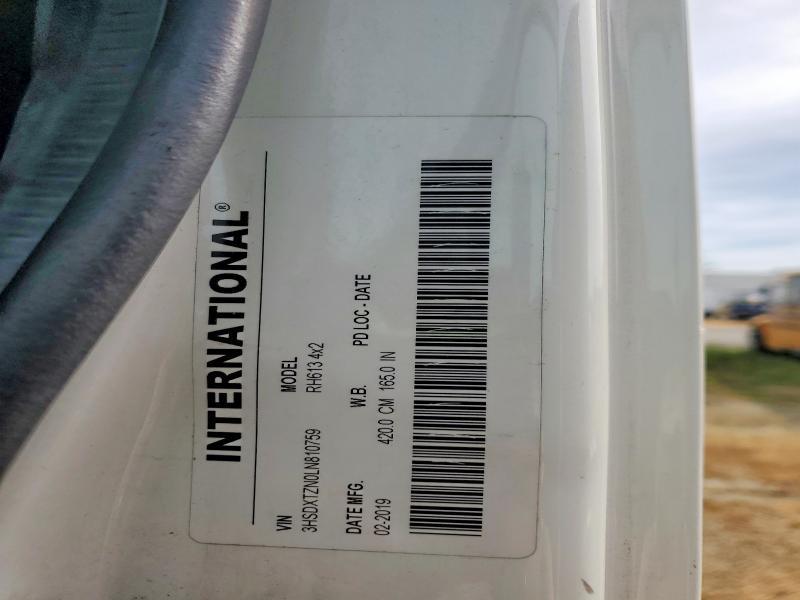 INTERNATIONAL®
VIN MODEL
3HSDXTZN0LN810759 RH613 4x2
DATE MFG. W.B. PD LOC - DATE
02-2019 420.0 CM 165.0 IN